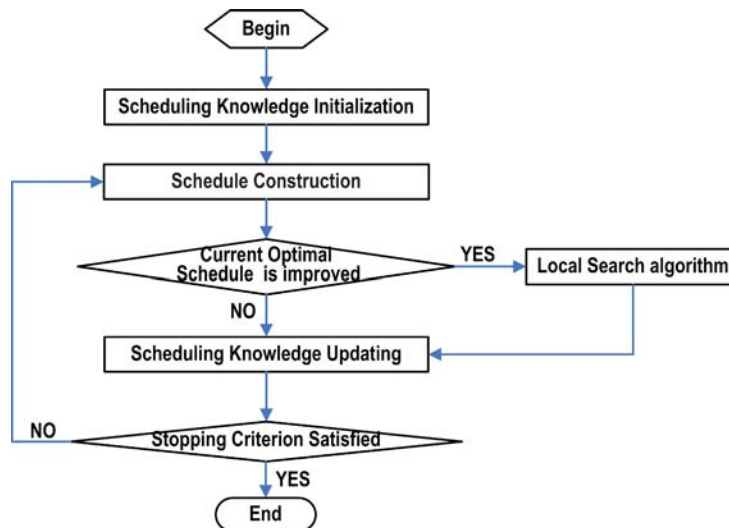 Begin
Scheduling Knowledge Initialization
Schedule Construction
Current Optimal
Schedule is improved
YES
Local Search algorithm
NO
Scheduling Knowledge Updating
NO
Stopping Criterion Satisfied
YES
End